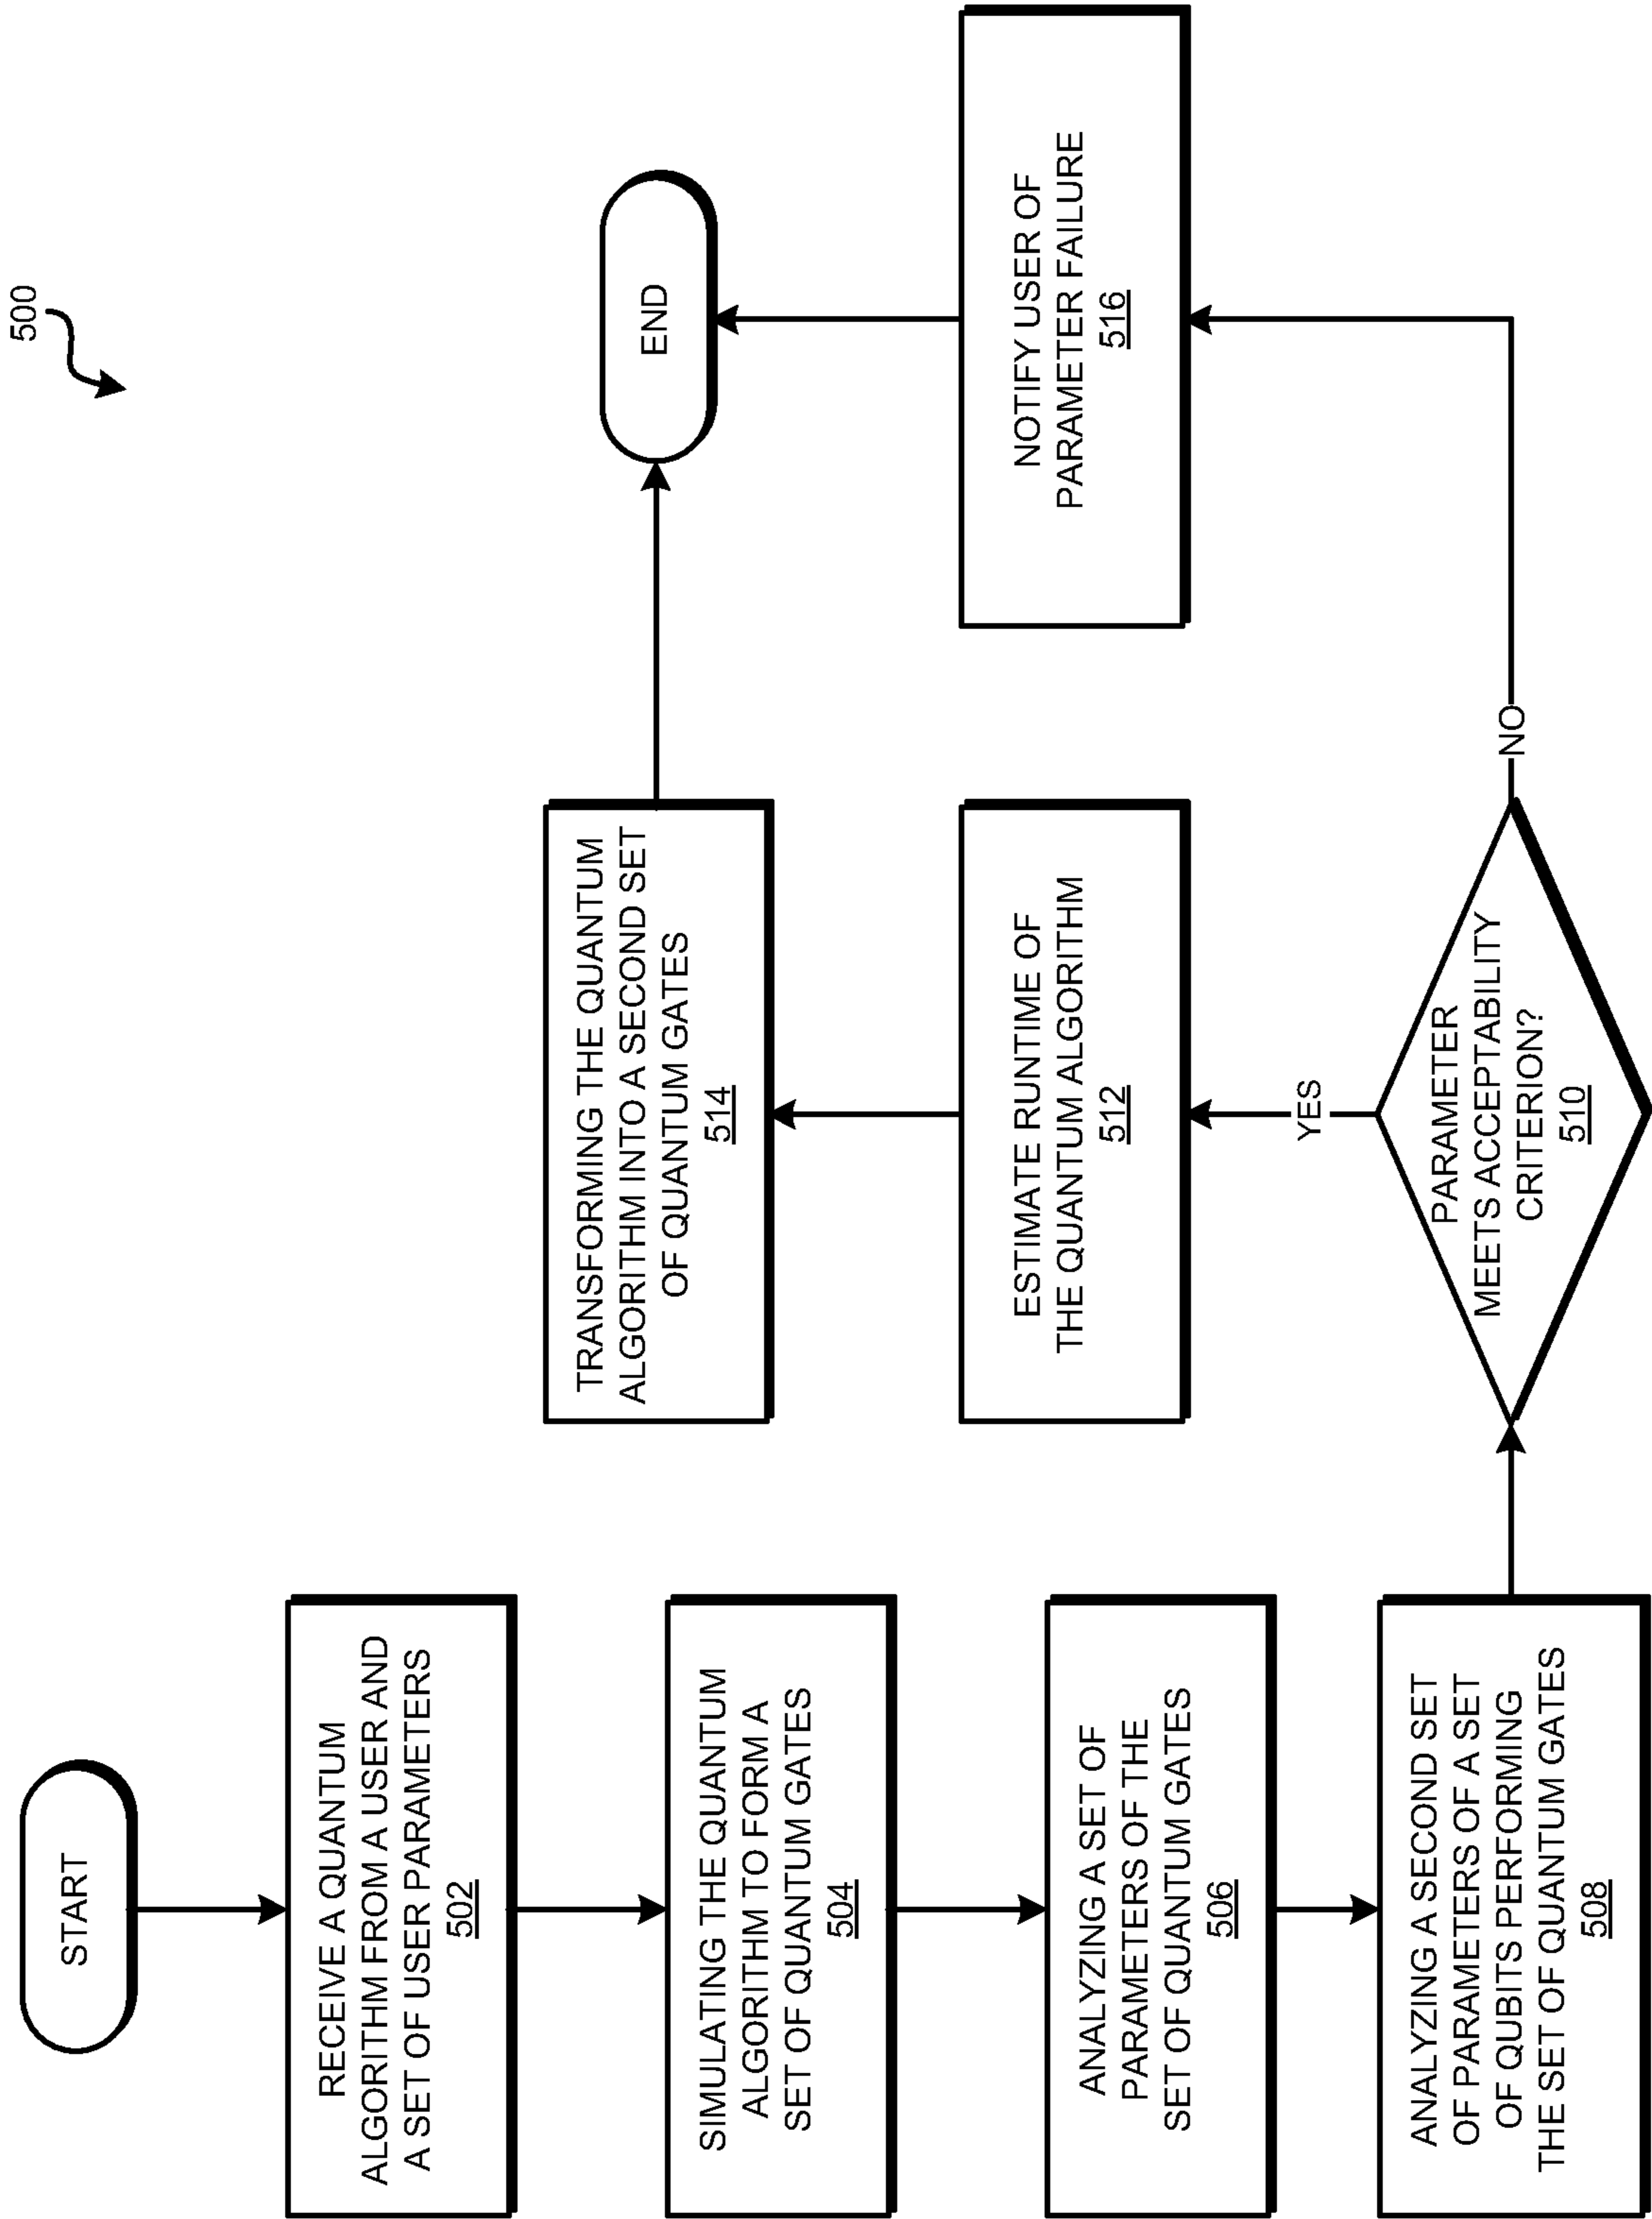 500
START
RECEIVE A QUANTUM
ALGORITHM FROM A USER AND
A SET OF USER PARAMETERS
502
SIMULATING THE QUANTUM
ALGORITHM TO FORM A
SET OF QUANTUM GATES
504
ANALYZING A SET OF
PARAMETERS OF THE
SET OF QUANTUM GATES
506
ANALYZING A SECOND SET
OF PARAMETERS OF A SET
OF QUBITS PERFORMING
THE SET OF QUANTUM GATES
508
PARAMETER
MEETS ACCEPTABILITY
CRITERION?
510
YES
ESTIMATE RUNTIME OF
THE QUANTUM ALGORITHM
512
TRANSFORMING THE QUANTUM
ALGORITHM INTO A SECOND SET
OF QUANTUM GATES
514
NO
NOTIFY USER OF
PARAMETER FAILURE
516
END